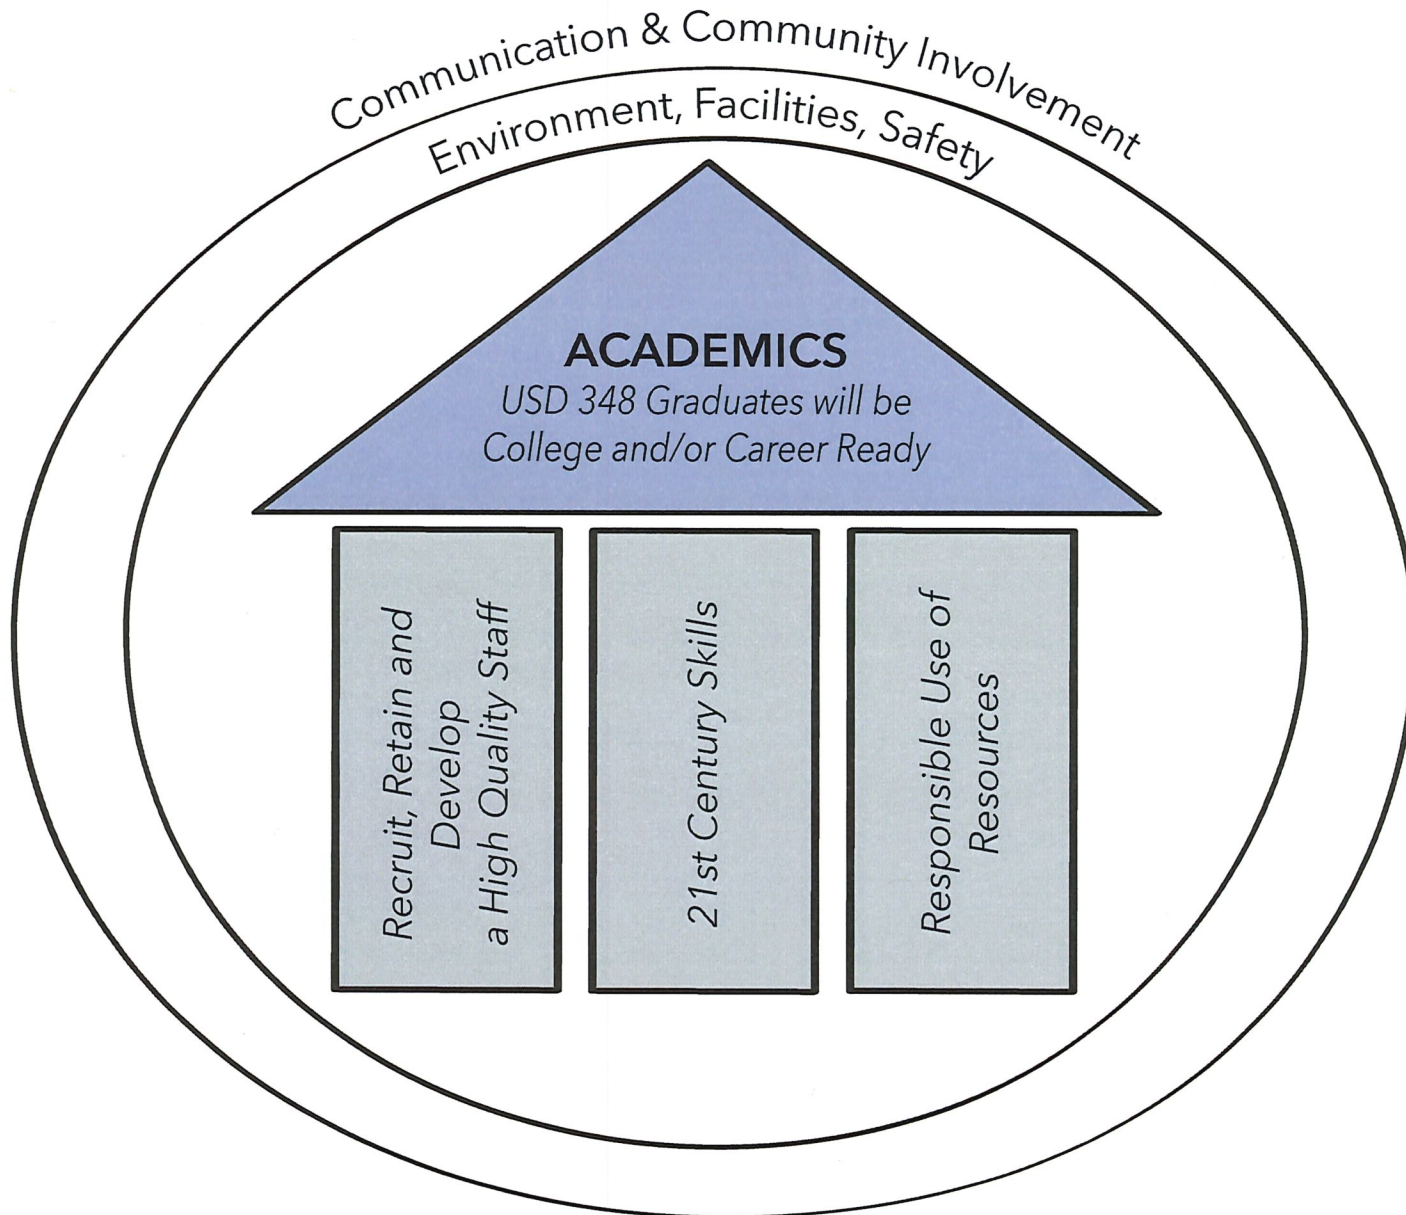 Communication & Community Involvement
Environment, Facilities, Safety
ACADEMICS
USD 348 Graduates will be
College and/or Career Ready
Recruit, Retain and
Develop
a High Quality Staff
21st Century Skills
Responsible Use of
Resources